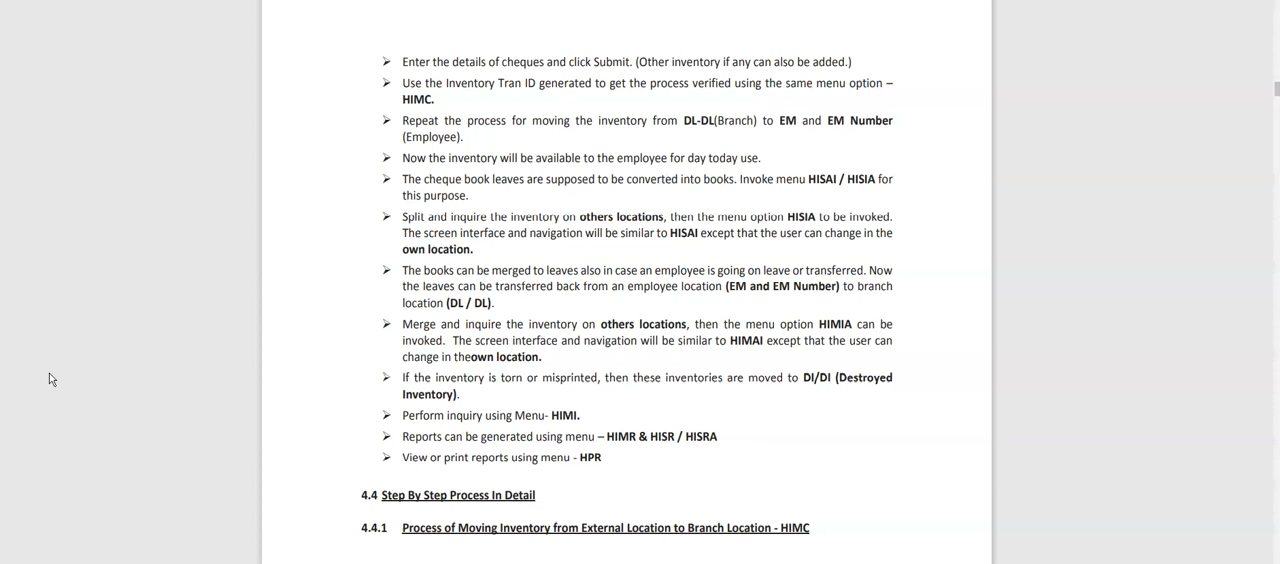 ➢ Enter the details of cheques and click Submit. (Other inventory if any can also be added.)
➢ Use the Inventory Tran ID generated to get the process verified using the same menu option –
HIMC.
➢ Repeat the process for moving the inventory from DL-DL(Branch) to EM and EM Number
(Employee).
➢ Now the inventory will be available to the employee for day today use.
➢ The cheque book leaves are supposed to be converted into books. Invoke menu HISAI / HISIA for
this purpose.
➢ Split and inquire the inventory on others locations, then the menu option HISIA to be invoked.
The screen interface and navigation will be similar to HISAI except that the user can change in the
own location.
➢ The books can be merged to leaves also in case an employee is going on leave or transferred. Now
the leaves can be transferred back from an employee location (EM and EM Number) to branch
location (DL / DL).
➢ Merge and inquire the inventory on others locations, then the menu option HIMIA can be
invoked. The screen interface and navigation will be similar to HIMAI except that the user can
change in theown location.
➢ If the inventory is torn or misprinted, then these inventories are moved to DI/DI (Destroyed
Inventory).
➢ Perform inquiry using Menu- HIMI.
➢ Reports can be generated using menu – HIMR & HISR / HISRA
➢ View or print reports using menu - HPR
4.4 Step By Step Process In Detail
4.4.1 Process of Moving Inventory from External Location to Branch Location - HIMC